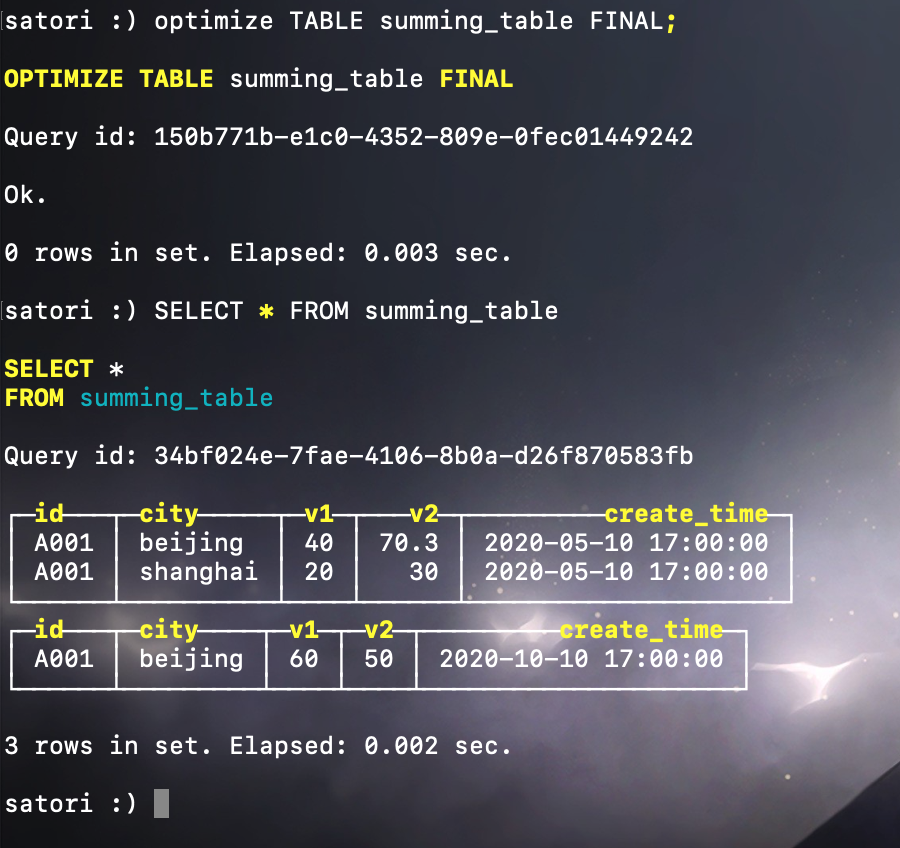 satori :) optimize TABLE summing_table FINAL;
OPTIMIZE TABLE summing_table FINAL
Query id: 150b771b-e1c0-4352-809e-0fec01449242
Ok.
0 rows in set. Elapsed: 0.003 sec.
satori :) SELECT * FROM summing_table
SELECT *
FROM summing_table
Query id: 34bf024e-7fae-4106-8b0a-d26f870583fb
id city v1 v2 create_time
A001 beijing 40 70.3 2020-05-10 17:00:00
A001 shanghai 20 30 2020-05-10 17:00:00
id city v1 v2 create_time
A001 beijing 60 50 2020-10-10 17:00:00
3 rows in set. Elapsed: 0.002 sec.
satori :)